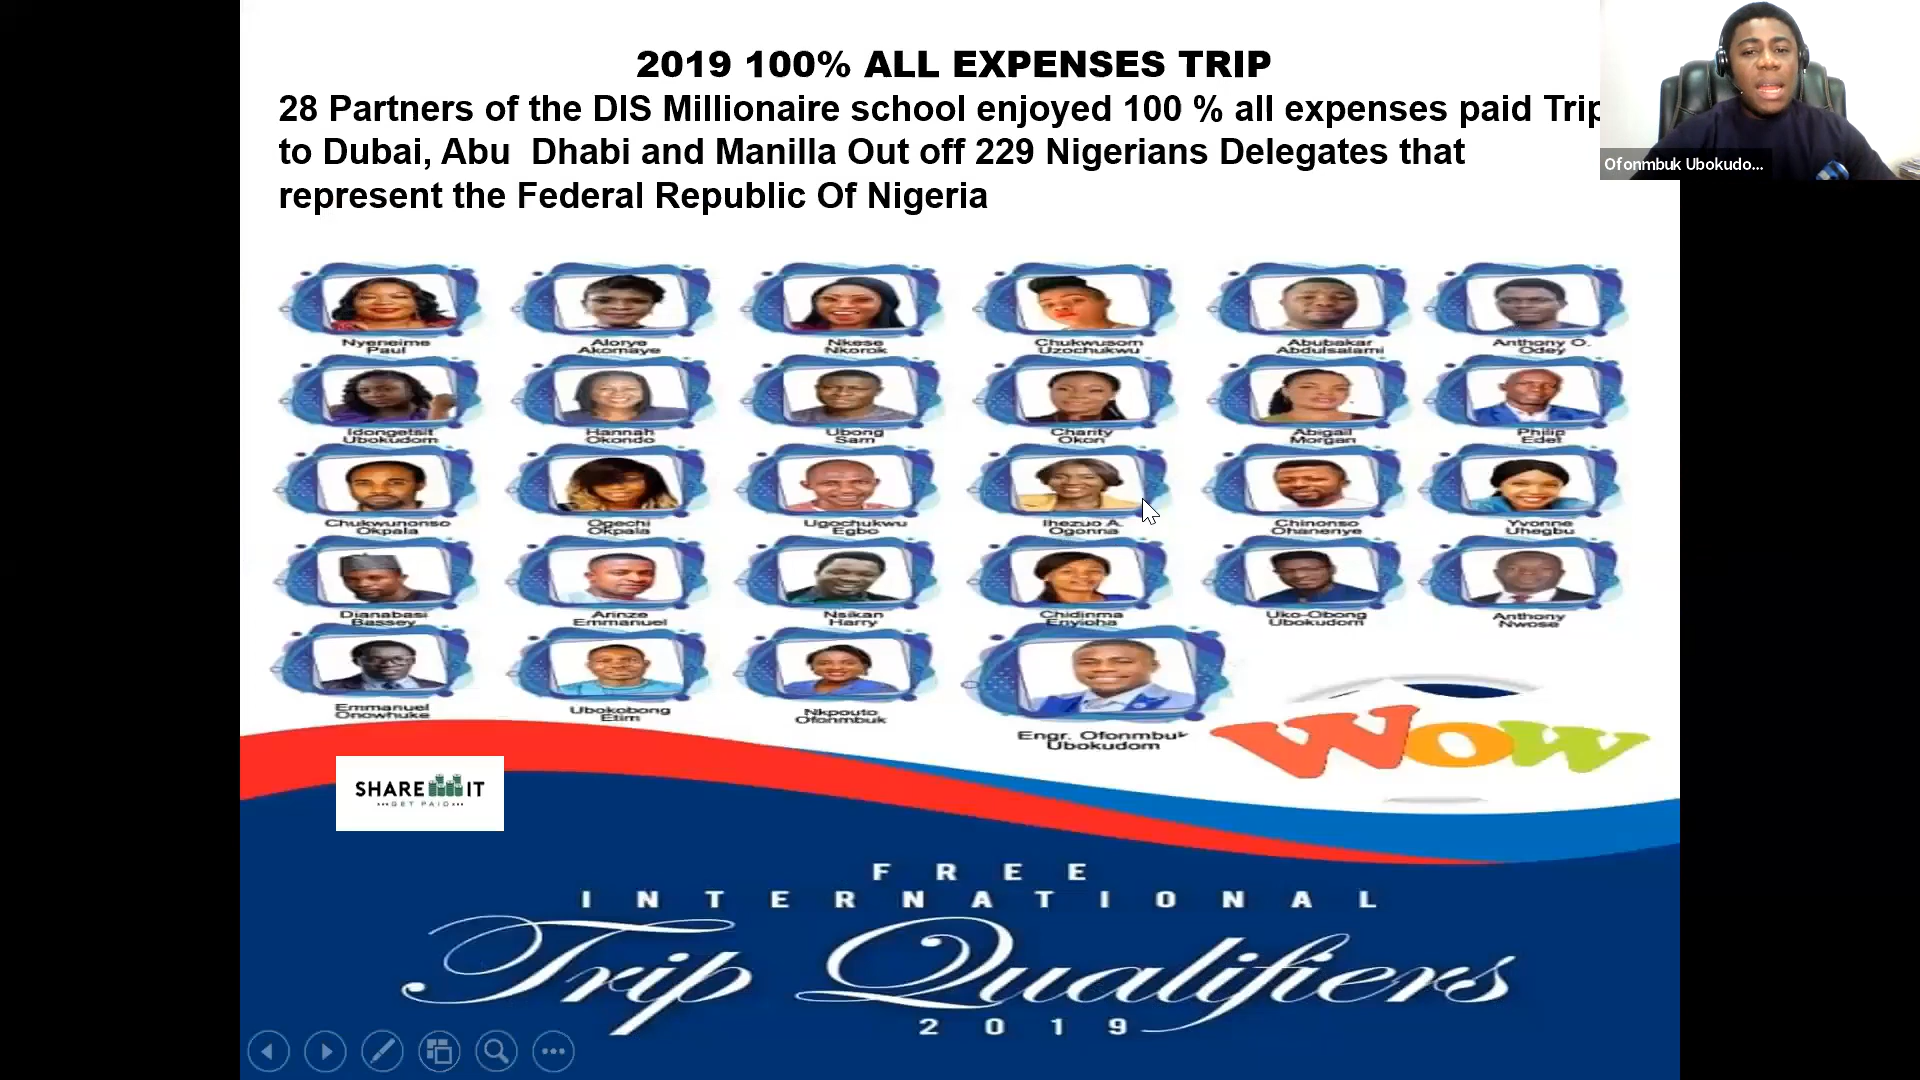 2019 100% ALL EXPENSES TRIP
28 Partners of the DIS Millionaire school enjoyed 100 % all expenses paid Trip
to Dubai, Abu Dhabi and Manilla Out off 229 Nigerians Delegates that
represent the Federal Republic Of Nigeria
Ofonmbuk Ubokudo...
Nyeneime
Paul
Alorye
Akomaye
Nkese
Nkorok
Chukwusom
Uzochukwu
Abubakar
Abdulsalami
Anthony O.
Odey
Idongetsit
Ubokudom
Hannah
Okondo
Ubong
Sam
Charity
Okon
Abigail
Morgan
Philip
Edet
Chukwunonso
Okpala
Ogechi
Okpala
Ugochukwu
Egbo
Ihezuo A.
Ogonna
Chinonso
Ohanenye
Yvonne
Uhegbu
Dianabasi
Bassey
Arinze
Emmanuel
Nsikan
Harry
Chidinma
Enyioha
Uko-Obong
Ubokudom
Anthony
Nwose
Emmanuel
Onowhuke
Ubokobong
Etim
Nkpouto
Ofonmbuk
Engr. Ofonmbuk
Ubokudom
WOW
SHARE IT
GET PAID
FREE
INTERNATIONAL
Trip Qualifiers
2019